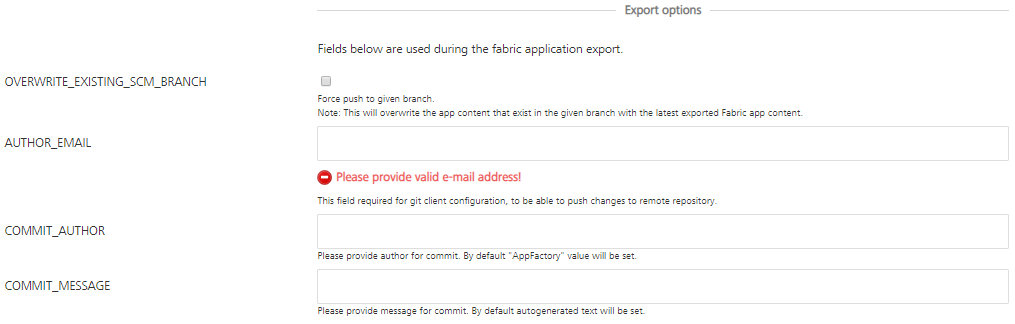 Export options
Fields below are used during the fabric application export.
OVERWRITE_EXISTING_SCM_BRANCH
Force push to given branch.
Note: This will overwrite the app content that exist in the given branch with the latest exported Fabric app content.
AUTHOR_EMAIL
Please provide valid e-mail address!
This field required for git client configuration, to be able to push changes to remote repository.
COMMIT_AUTHOR
Please provide author for commit. By default "AppFactory" value will be set.
COMMIT_MESSAGE
Please provide message for commit. By default autogenerated text will be set.